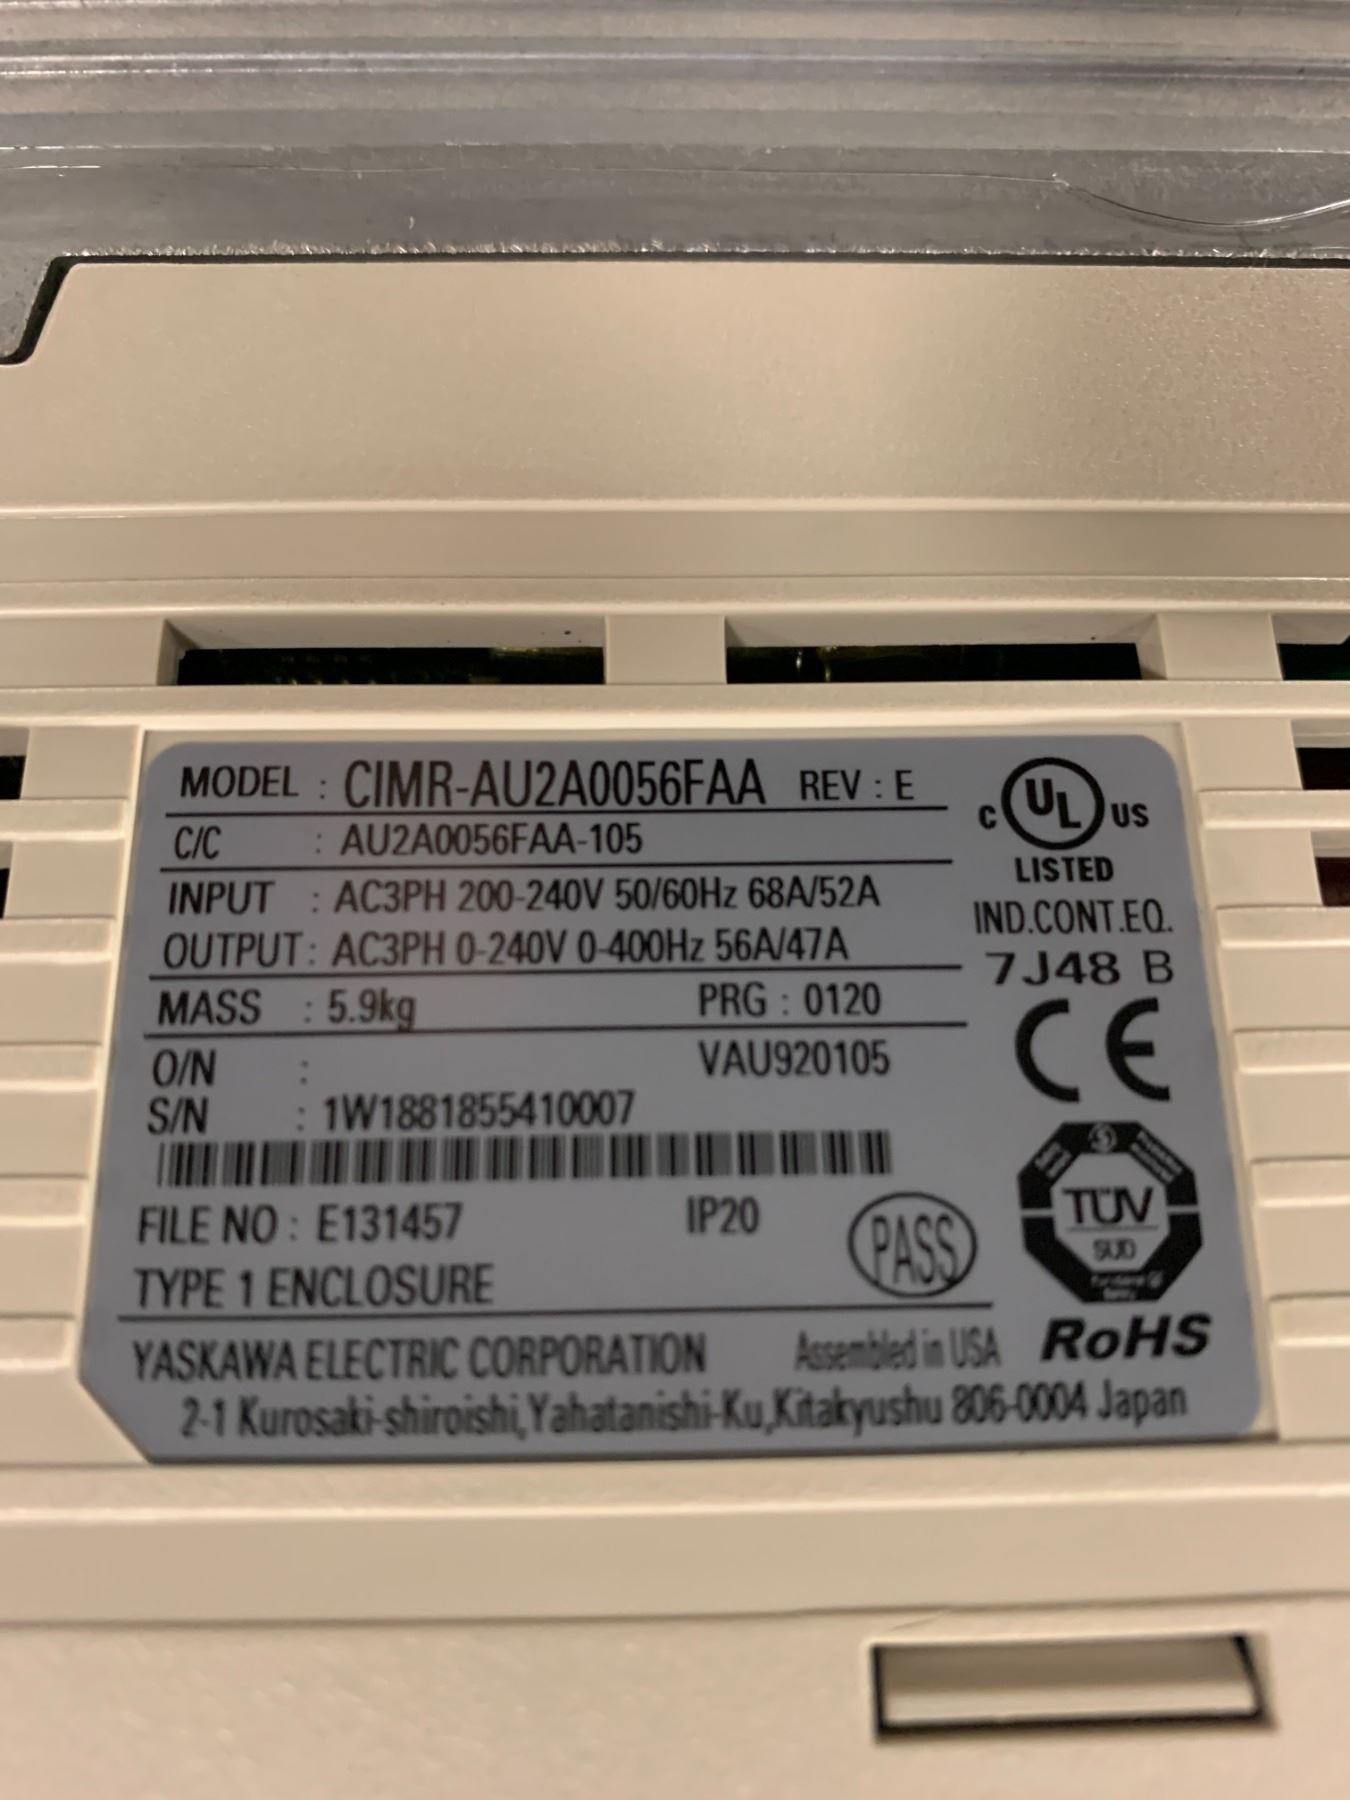 MODEL : CIMR-AU2A0056FAA REV : E
C/C : AU2A0056FAA-105
INPUT : AC3PH 200-240V 50/60Hz 68A/52A
OUTPUT : AC3PH 0-240V 0-400Hz 56A/47A
MASS : 5.9kg PRG : 0120
O/N : VAU920105
S/N : 1W1881855410007
FILE NO : E131457 IP20
TYPE 1 ENCLOSURE
PASS
YASKAWA ELECTRIC CORPORATION Assembled in USA
2-1 Kurosaki-shiroishi,Yahatanishi-Ku,Kitakyushu 806-0004 Japan
C UL US
LISTED
IND.CONT.EQ.
7J48 B
CE
TÜV
SÜD
RoHS